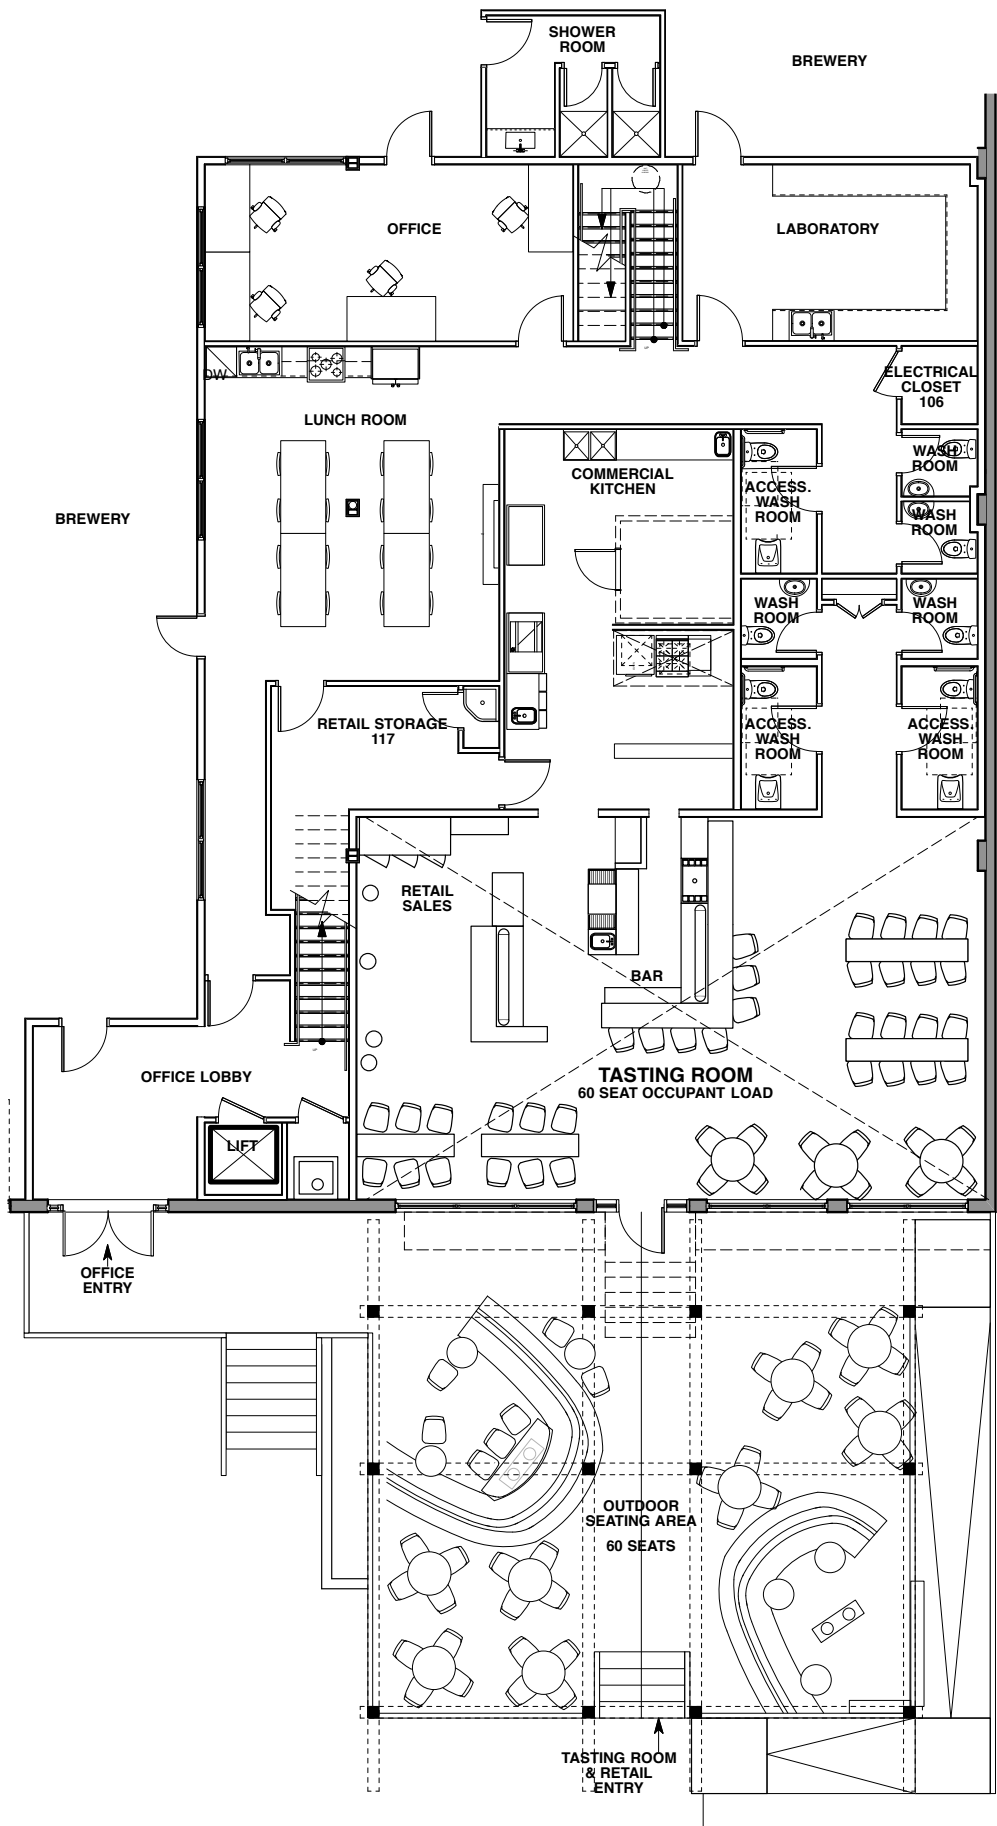 SHOWER
ROOM
BREWERY
OFFICE
LABORATORY
DW
LUNCH ROOM
ELECTRICAL
CLOSET
106
COMMERCIAL
KITCHEN
WASH
ROOM
ACCESS.
WASH
ROOM
WASH
ROOM
BREWERY
WASH
ROOM
WASH
ROOM
RETAIL STORAGE
117
ACCESS.
WASH
ROOM
ACCESS.
WASH
ROOM
RETAIL
SALES
BAR
OFFICE LOBBY
TASTING ROOM
60 SEAT OCCUPANT LOAD
LIFT
OFFICE
ENTRY
OUTDOOR
SEATING AREA
60 SEATS
TASTING ROOM
& RETAIL
ENTRY